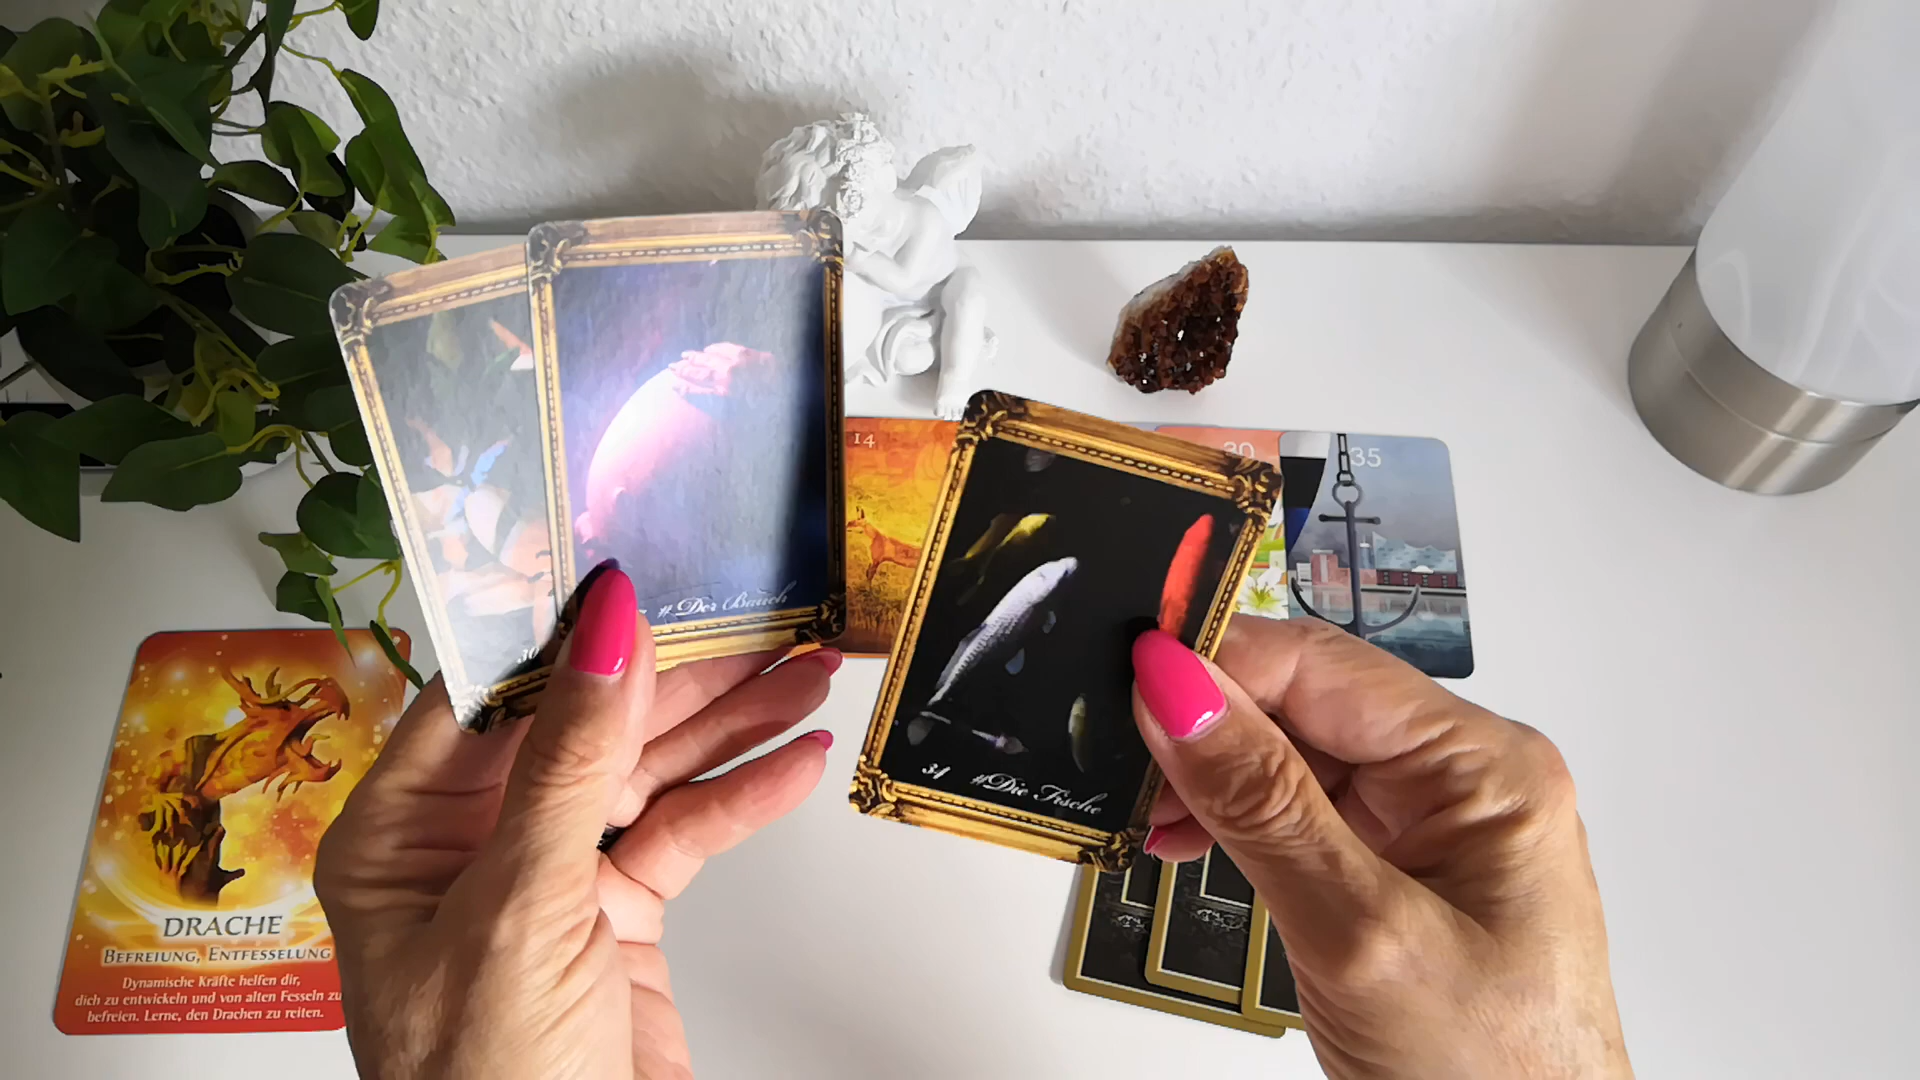 14
30
35
# Der Bauch
30
34 #Die Fische
DRACHE
BEFREIUNG, ENTFESSELUNG
Dynamische Kräfte helfen dir,
dich zu entwickeln und von alten Fesseln zu
befreien. Lerne, den Drachen zu reiten.